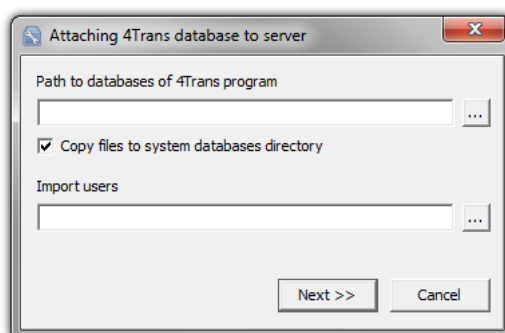 Attaching 4Trans database to server
Path to databases of 4Trans program
...
Copy files to system databases directory
Import users
...
Next >> Cancel